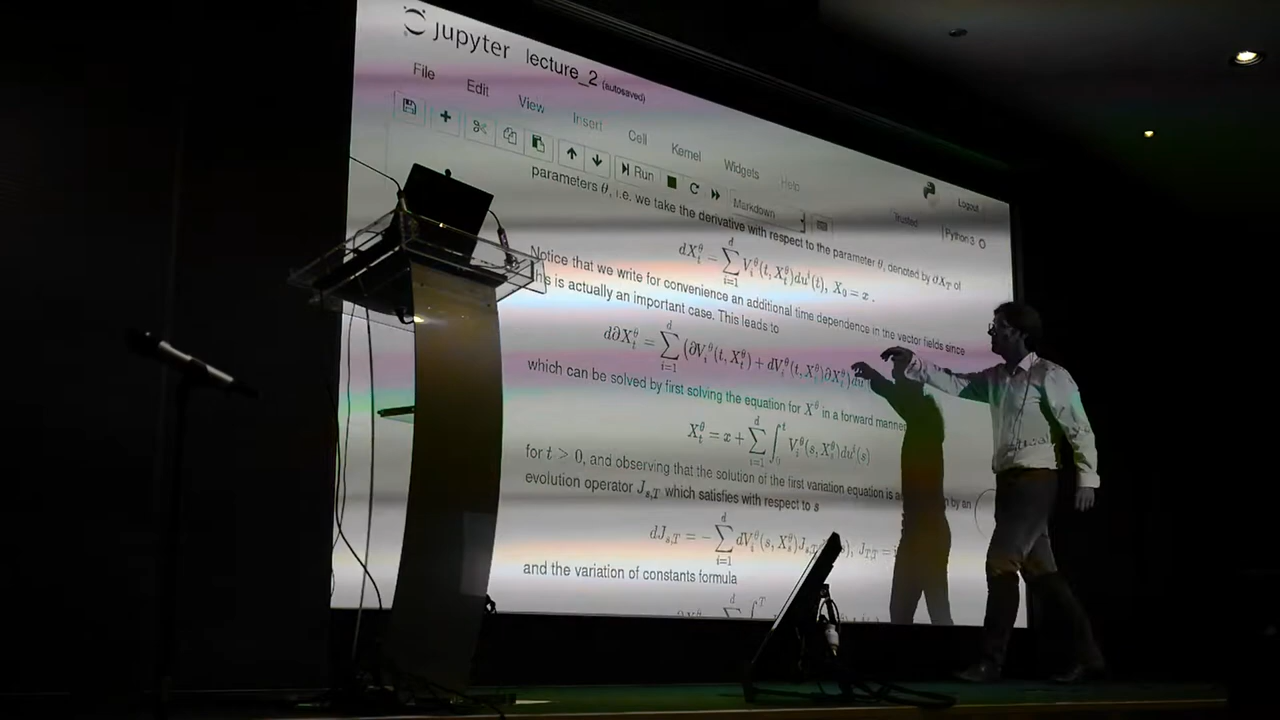 jupyter lecture_2 (autosaved)
File Edit View Insert Cell Kernel Widgets Help
Trusted Python 3 Logout
Run Markdown
parameters θ, i.e. we take the derivative with respect to the parameter θ, denoted by ∂X_T of
dX_t^θ = ∑_{i=1}^d V_i^θ(t, X_t^θ)du^i(t), X_0 = x .
Notice that we write for convenience an additional time dependence in the vector fields since
this is actually an important case. This leads to
d∂X_t^θ = ∑_{i=1}^d (∂V_i^θ(t, X_t^θ) + dV_i^θ(t, X_t^θ)∂X_t^θ)du
which can be solved by first solving the equation for X^θ in a forward manner
X_t^θ = x + ∑_{i=1}^d ∫_0^t V_i^θ(s, X_s^θ)du^i(s)
for t > 0, and observing that the solution of the first variation equation is by an
evolution operator J_{s,T} which satisfies with respect to s
dJ_{s,T} = − ∑_{i=1}^d dV_i^θ(s, X_s^θ)J_{s,T} (s), J_{T,T} =
and the variation of constants formula